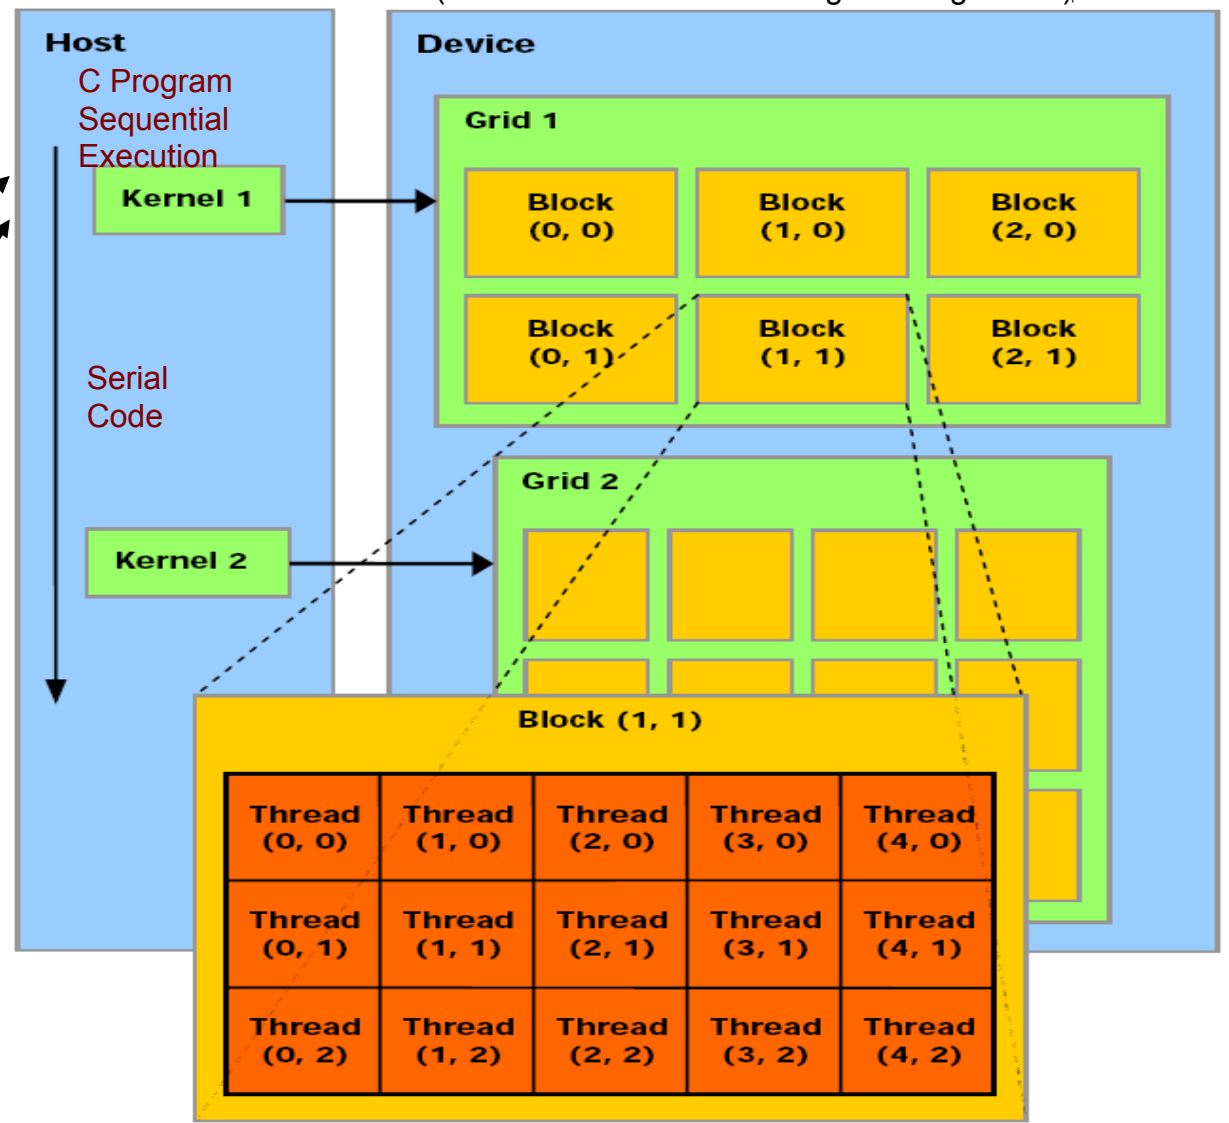 Host
C Program
Sequential
Execution
Kernel 1
Serial
Code
Kernel 2
Device
Grid 1
Block
(0, 0)
Block
(1, 0)
Block
(2, 0)
Block
(0, 1)
Block
(1, 1)
Block
(2, 1)
Grid 2
Block (1, 1)
Thread
(0, 0)
Thread
(1, 0)
Thread
(2, 0)
Thread
(3, 0)
Thread
(4, 0)
Thread
(0, 1)
Thread
(1, 1)
Thread
(2, 1)
Thread
(3, 1)
Thread
(4, 1)
Thread
(0, 2)
Thread
(1, 2)
Thread
(2, 2)
Thread
(3, 2)
Thread
(4, 2)